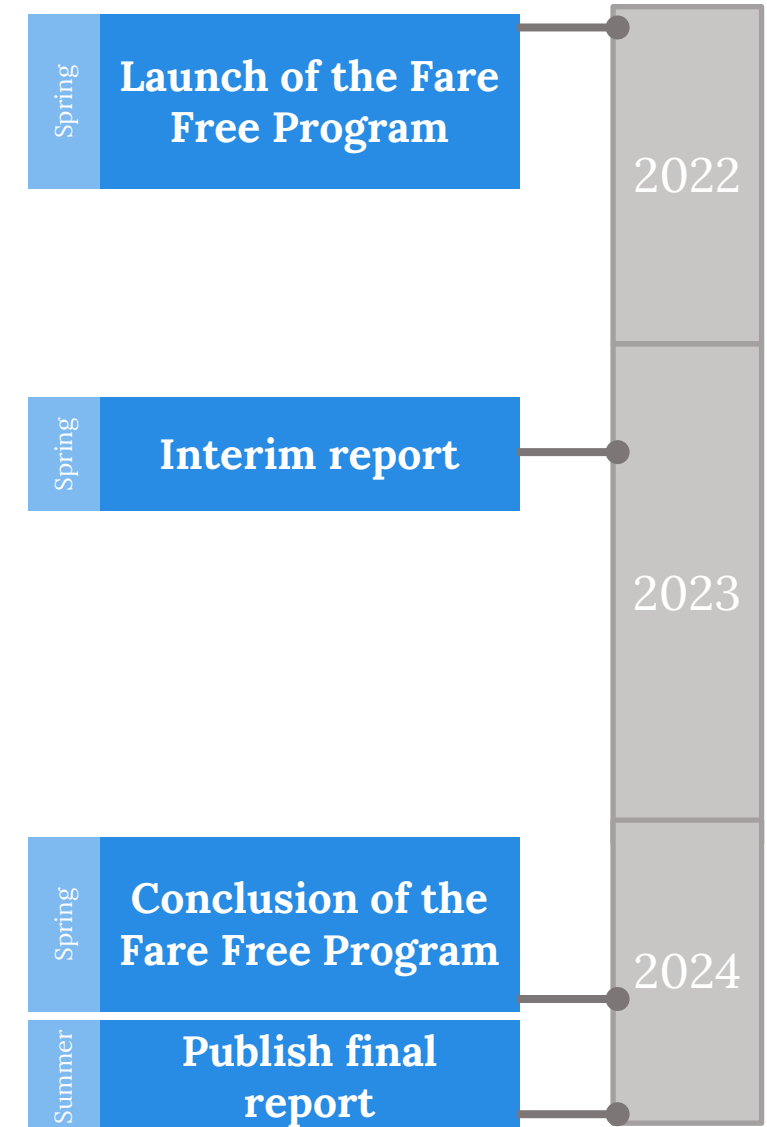 Spring
Launch of the Fare
Free Program
2022
Spring
Interim report
2023
Spring
Conclusion of the
Fare Free Program
2024
Summer
Publish final
report